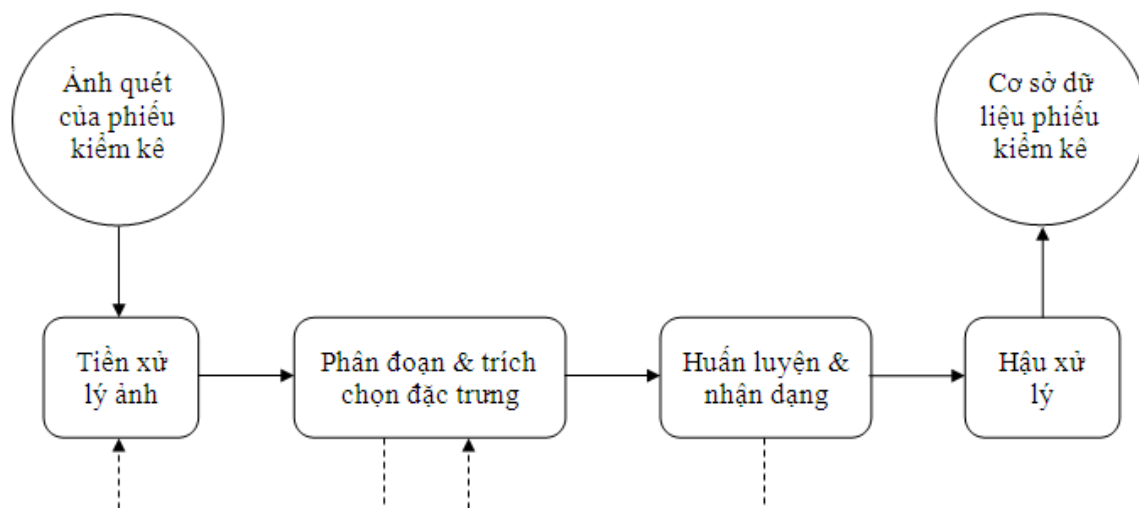 Ảnh quét
của phiếu
kiểm kê
Cơ sở dữ
liệu phiếu
kiểm kê
Tiền xử
lý ảnh
Phân đoạn & trích
chọn đặc trưng
Huấn luyện &
nhận dạng
Hậu xử
lý